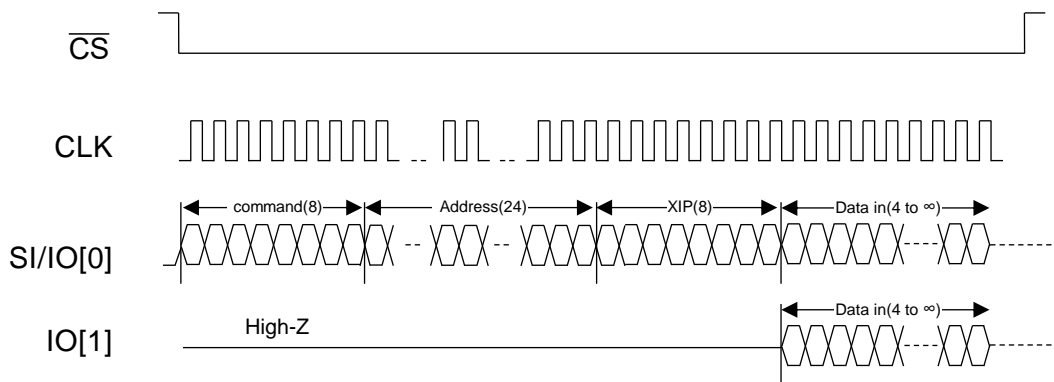 CS
CLK
command(8) Address(24) XIP(8) Data in(4 to ∞)
SI/IO[0]
Data in(4 to ∞)
High-Z
IO[1]